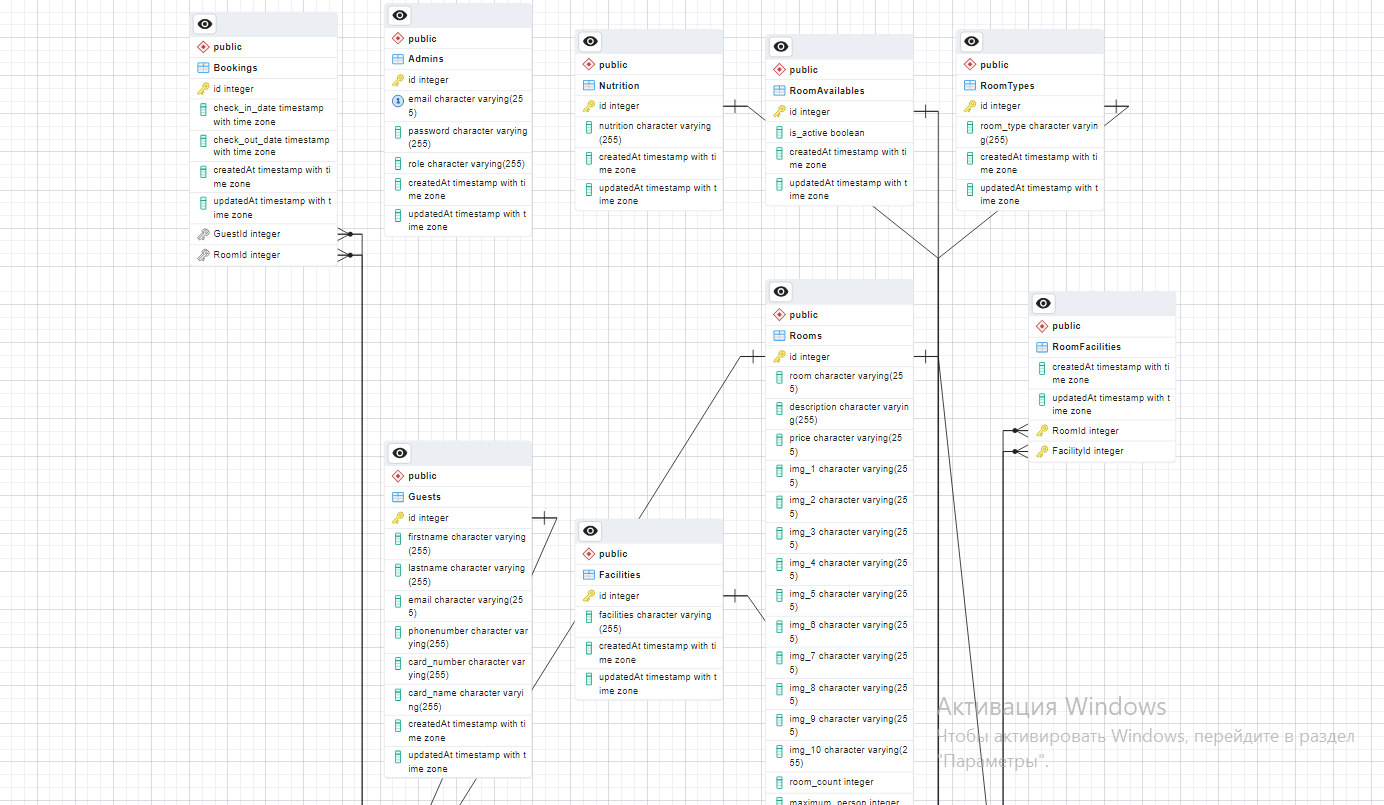 public
Bookings
id integer
check_in_date timestamp
with time zone
check_out_date timestamp
with time zone
createdAt timestamp with ti
me zone
updatedAt timestamp with t
ime zone
GuestId integer
RoomId integer
public
Admins
id integer
email character varying(25
5)
password character varying
(255)
role character varying(255)
createdAt timestamp with ti
me zone
updatedAt timestamp with t
ime zone
public
Nutrition
id integer
nutrition character varying
(255)
createdAt timestamp with ti
me zone
updatedAt timestamp with t
ime zone
public
RoomAvailables
id integer
is_active boolean
createdAt timestamp with ti
me zone
updatedAt timestamp with t
ime zone
public
RoomTypes
id integer
room_type character varyin
g(255)
createdAt timestamp with ti
me zone
updatedAt timestamp with t
ime zone
public
Guests
id integer
firstname character varying
(255)
lastname character varying
(255)
email character varying(25
5)
phonenumber character var
ying(255)
card_number character var
ying(255)
card_name character varyi
ng(255)
createdAt timestamp with ti
me zone
updatedAt timestamp with t
ime zone
public
Facilities
id integer
facilities character varying
(255)
createdAt timestamp with ti
me zone
updatedAt timestamp with t
ime zone
public
Rooms
id integer
room character varying(25
5)
description character varyin
g(255)
price character varying(25
5)
img_1 character varying(25
5)
img_2 character varying(25
5)
img_3 character varying(25
5)
img_4 character varying(25
5)
img_5 character varying(25
5)
img_6 character varying(25
5)
img_7 character varying(25
5)
img_8 character varying(25
5)
img_9 character varying(25
5)
img_10 character varying(2
55)
room_count integer
maximum_person integer
public
RoomFacilities
createdAt timestamp with ti
me zone
updatedAt timestamp with t
ime zone
RoomId integer
FacilityId integer
Активация Windows
Чтобы активировать Windows, перейдите в раздел
"Параметры".